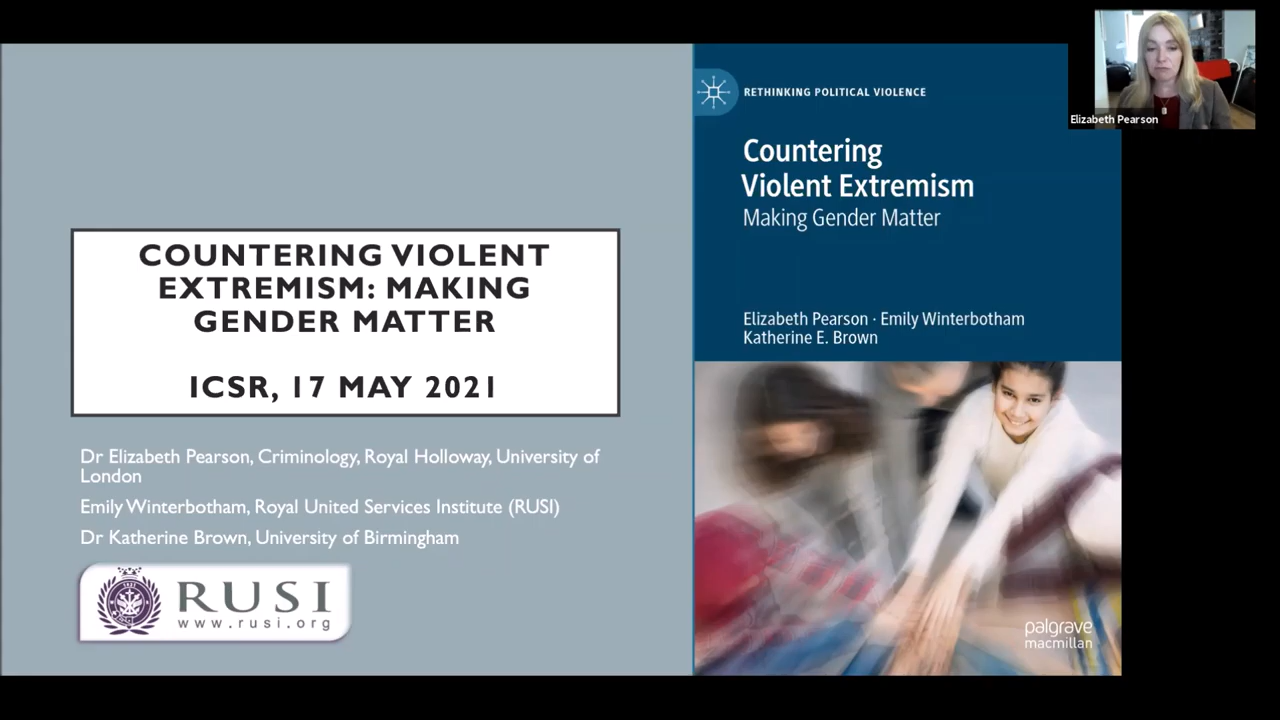 COUNTERING VIOLENT
EXTREMISM: MAKING
GENDER MATTER
ICSR, 17 MAY 2021
Dr Elizabeth Pearson, Criminology, Royal Holloway, University of
London
Emily Winterbotham, Royal United Services Institute (RUSI)
Dr Katherine Brown, University of Birmingham
RUSI
www.rusi.org
RETHINKING POLITICAL VIOLENCE
Countering
Violent Extremism
Making Gender Matter
Elizabeth Pearson · Emily Winterbotham
Katherine E. Brown
palgrave
macmillan
Elizabeth Pearson